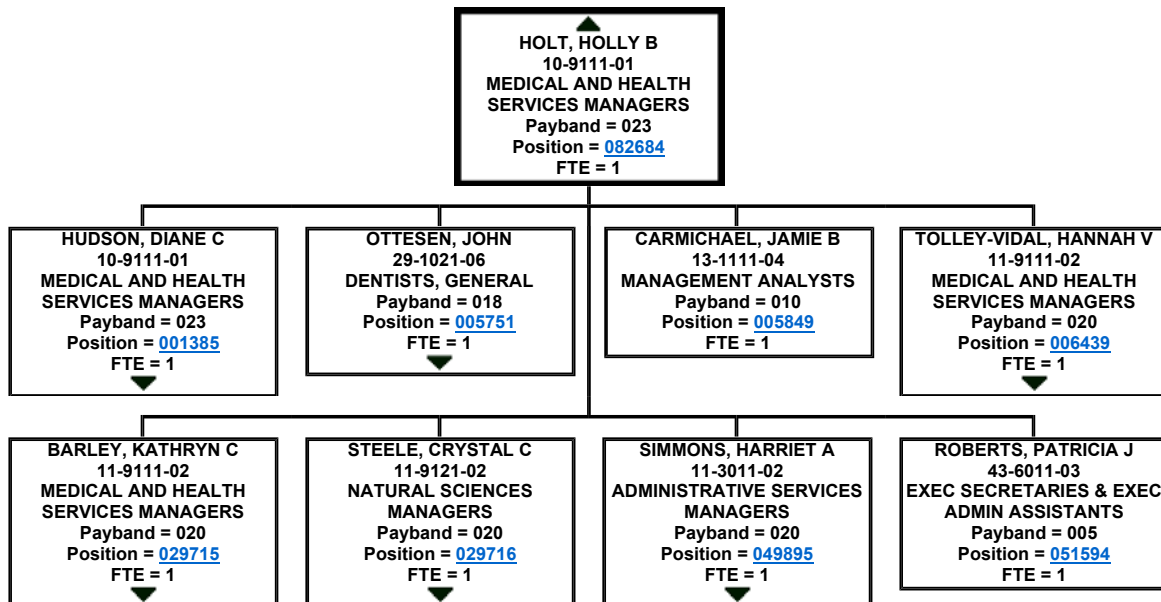 HOLT, HOLLY B
10-9111-01
MEDICAL AND HEALTH
SERVICES MANAGERS
Payband = 023
Position = 082684
FTE = 1
HUDSON, DIANE C
10-9111-01
MEDICAL AND HEALTH
SERVICES MANAGERS
Payband = 023
Position = 001385
FTE = 1
OTTESEN, JOHN
29-1021-06
DENTISTS, GENERAL
Payband = 018
Position = 005751
FTE = 1
CARMICHAEL, JAMIE B
13-1111-04
MANAGEMENT ANALYSTS
Payband = 010
Position = 005849
FTE = 1
TOLLEY-VIDAL, HANNAH V
11-9111-02
MEDICAL AND HEALTH
SERVICES MANAGERS
Payband = 020
Position = 006439
FTE = 1
BARLEY, KATHRYN C
11-9111-02
MEDICAL AND HEALTH
SERVICES MANAGERS
Payband = 020
Position = 029715
FTE = 1
STEELE, CRYSTAL C
11-9121-02
NATURAL SCIENCES
MANAGERS
Payband = 020
Position = 029716
FTE = 1
SIMMONS, HARRIET A
11-3011-02
ADMINISTRATIVE SERVICES
MANAGERS
Payband = 020
Position = 049895
FTE = 1
ROBERTS, PATRICIA J
43-6011-03
EXEC SECRETARIES & EXEC
ADMIN ASSISTANTS
Payband = 005
Position = 051594
FTE = 1